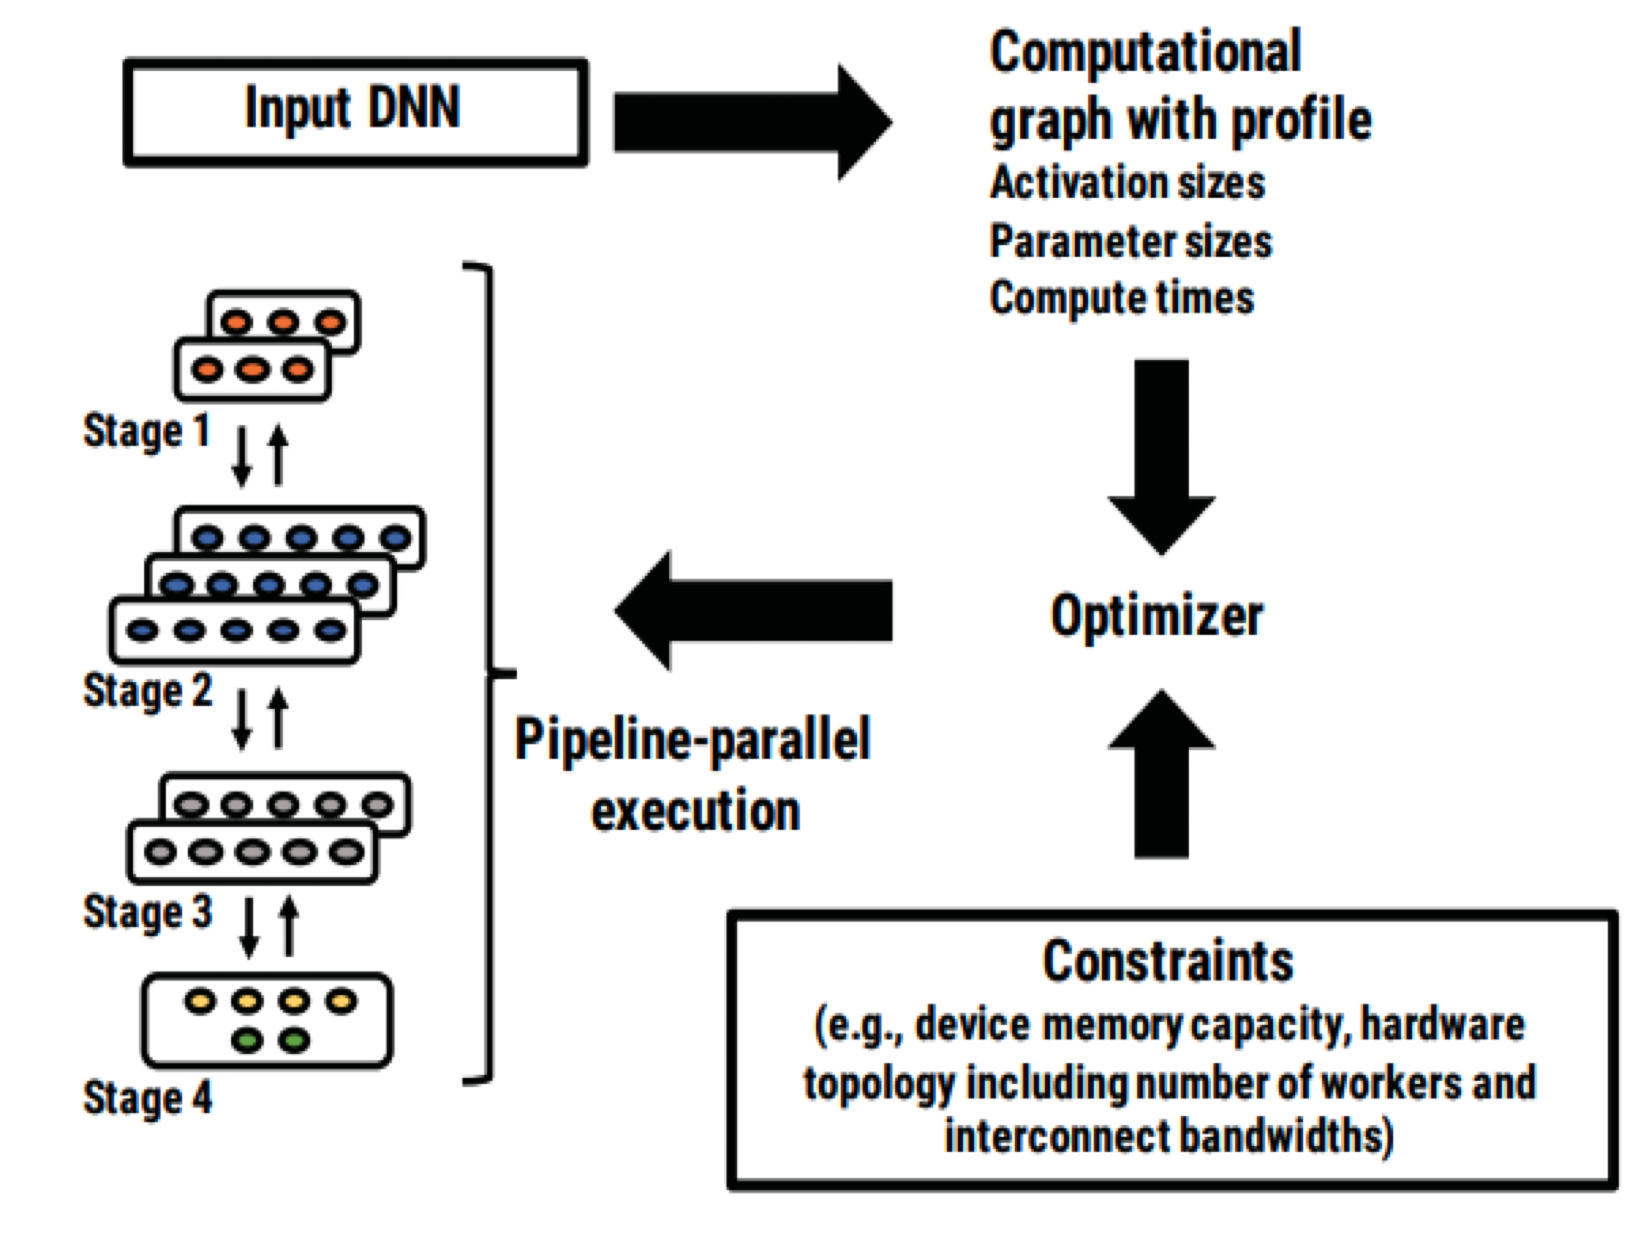 Input DNN
Computational
graph with profile
Activation sizes
Parameter sizes
Compute times
Stage 1
Stage 2
Stage 3
Stage 4
Pipeline-parallel
execution
Optimizer
Constraints
(e.g., device memory capacity, hardware
topology including number of workers and
interconnect bandwidths)